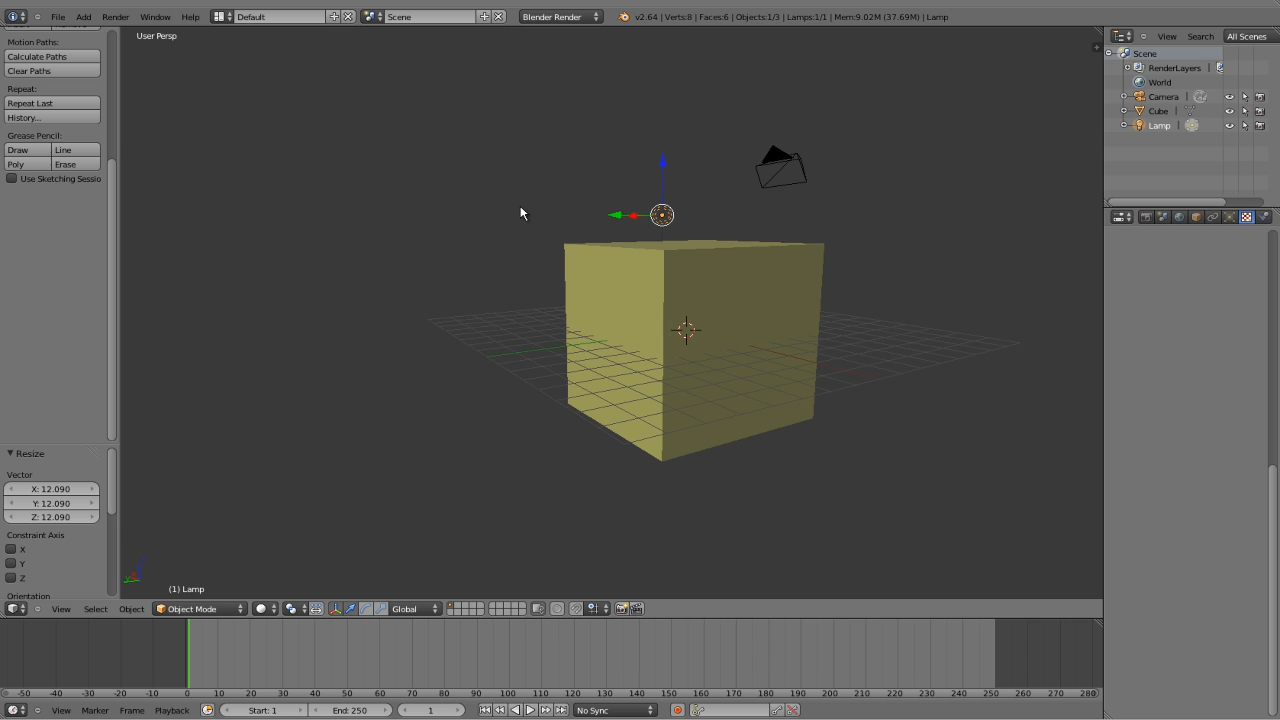 File Add Render Window Help Default Scene Blender Render v2.64 | Verts:8 | Faces:6 | Objects:1/3 | Lamps:1/1 | Mem:9.02M (37.69M) | Lamp
User Persp
View Search All Scenes
Motion Paths:
Calculate Paths
Clear Paths
Repeat:
Repeat Last
History...
Grease Pencil:
Draw Line
Poly Erase
Use Sketching Sessio
Scene
RenderLayers |
World
Camera |
Cube |
Lamp |
Resize
Vector
X: 12.090
Y: 12.090
Z: 12.090
Constraint Axis
X
Y
Z
Orientation
(1) Lamp
View Select Object Object Mode Global
-50 -40 -30 -20 -10 0 10 20 30 40 50 60 70 80 90 100 110 120 130 140 150 160 170 180 190 200 210 220 230 240 250 260 270 280
View Marker Frame Playback Start: 1 End: 250 1 No Sync